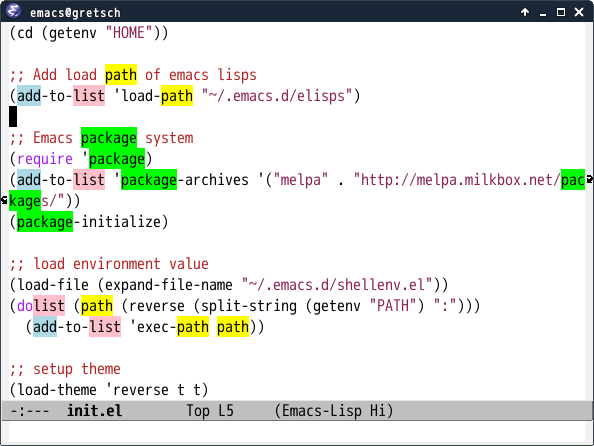 emacs@gretsch
(cd (getenv "HOME"))
;; Add load path of emacs lisps
(add-to-list 'load-path "~/.emacs.d/elisps")
;; Emacs package system
(require 'package)
(add-to-list 'package-archives '("melpa" . "http://melpa.milkbox.net/pac
kages/"))
(package-initialize)
;; load environment value
(load-file (expand-file-name "~/.emacs.d/shellenv.el"))
(dolist (path (reverse (split-string (getenv "PATH") ":")))
  (add-to-list 'exec-path path))
;; setup theme
(load-theme 'reverse t t)
-:---  init.el        Top L5     (Emacs-Lisp Hi)